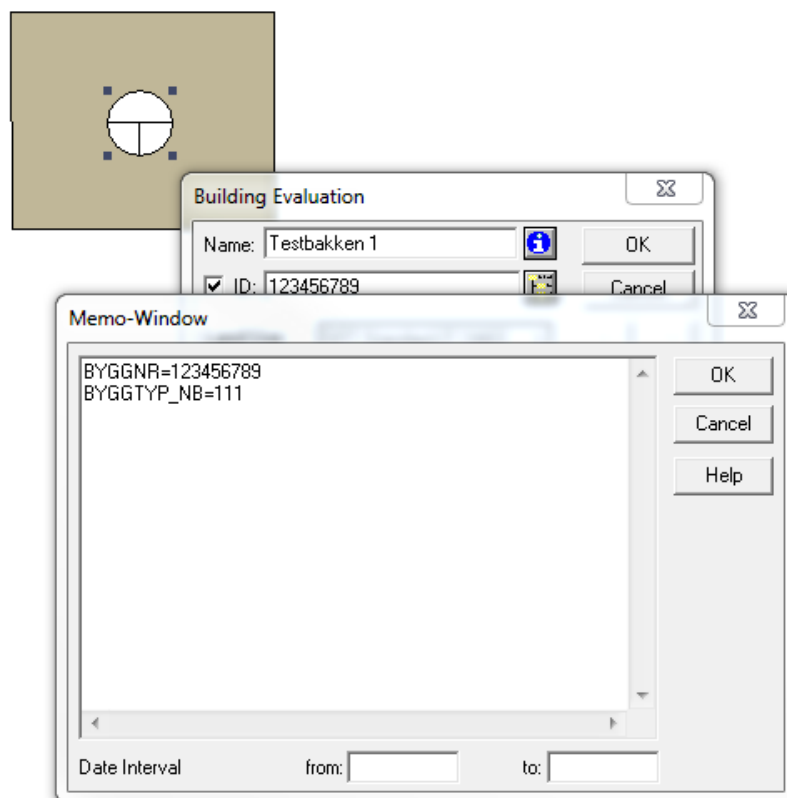 Building Evaluation
Name: Testbakken 1 OK
ID: 123456789 Cancel
Memo-Window
BYGGNR=123456789 OK
BYGGTYP_NB=111
Cancel
Help
Date Interval from: to: